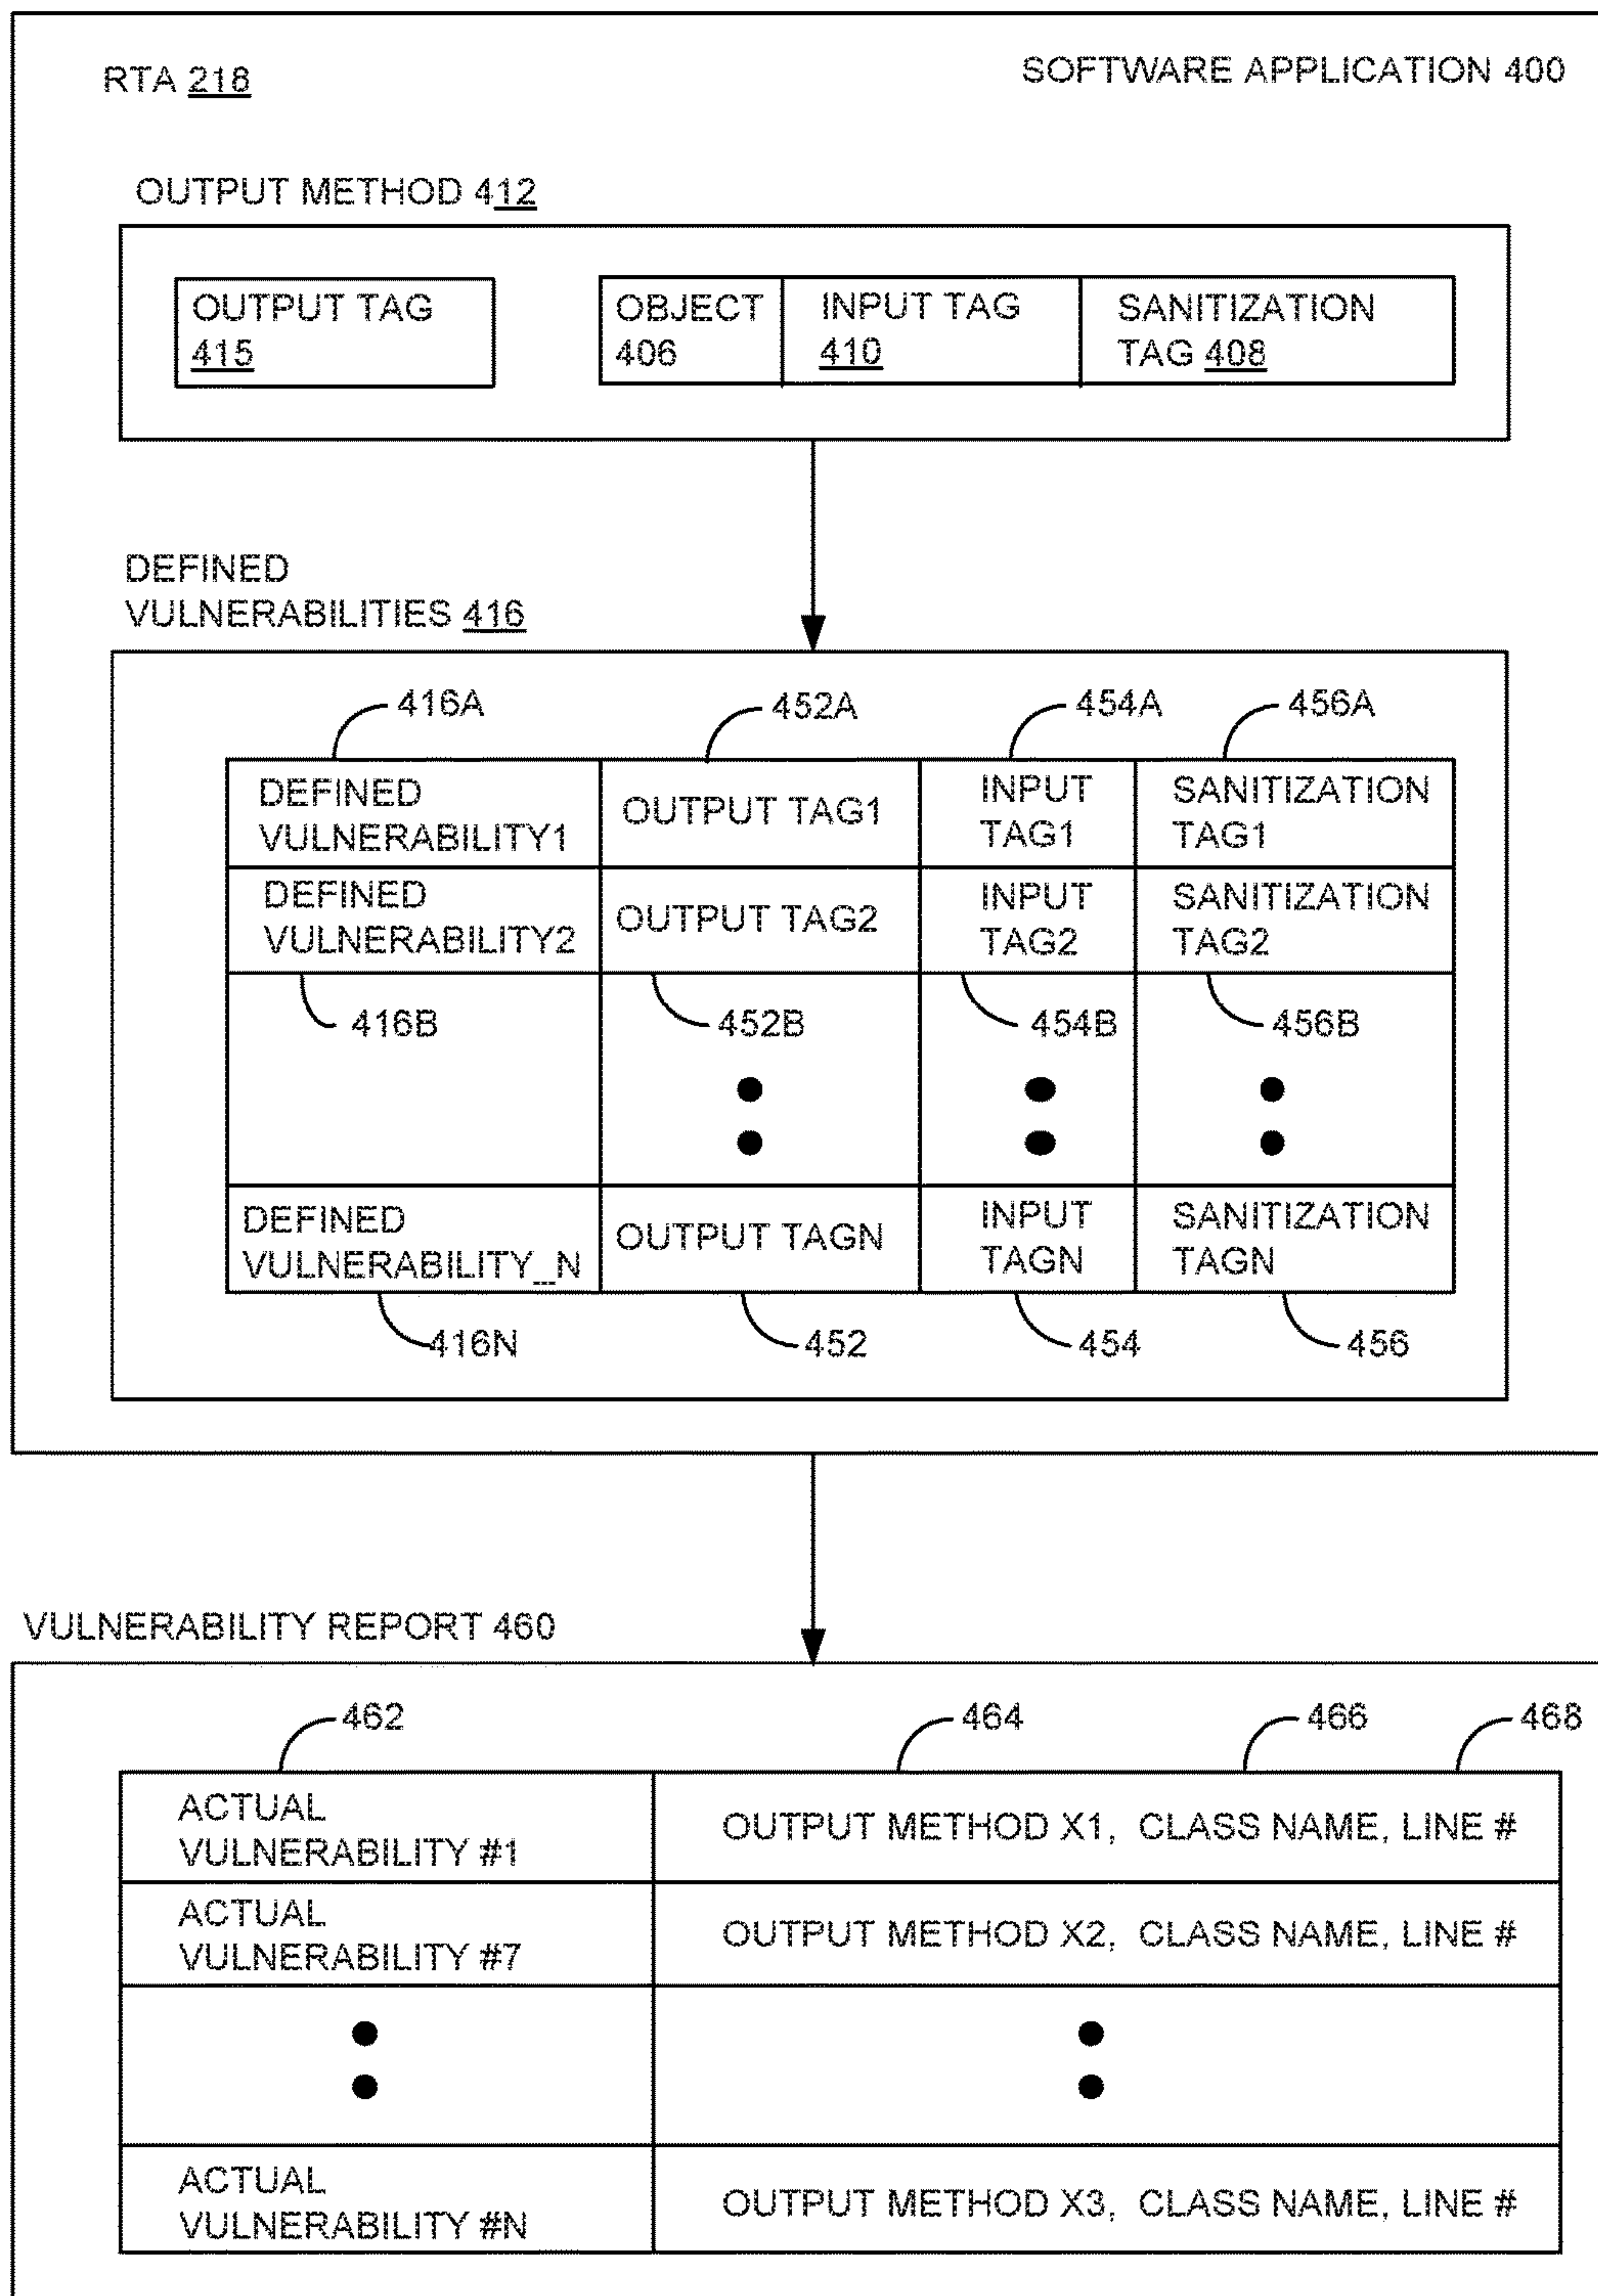 RTA 218
SOFTWARE APPLICATION 400
OUTPUT METHOD 412
OUTPUT TAG
415
OBJECT
406
INPUT TAG
410
SANITIZATION
TAG 408
DEFINED
VULNERABILITIES 416
416A
452A
454A
456A
DEFINED
VULNERABILITY1
OUTPUT TAG1
INPUT
TAG1
SANITIZATION
TAG1
DEFINED
VULNERABILITY2
OUTPUT TAG2
INPUT
TAG2
SANITIZATION
TAG2
416B
452B
454B
456B
DEFINED
VULNERABILITY_N
OUTPUT TAGN
INPUT
TAGN
SANITIZATION
TAGN
416N
452
454
456
VULNERABILITY REPORT 460
462
464
466
468
ACTUAL
VULNERABILITY #1
OUTPUT METHOD X1, CLASS NAME, LINE #
ACTUAL
VULNERABILITY #7
OUTPUT METHOD X2, CLASS NAME, LINE #
ACTUAL
VULNERABILITY #N
OUTPUT METHOD X3, CLASS NAME, LINE #